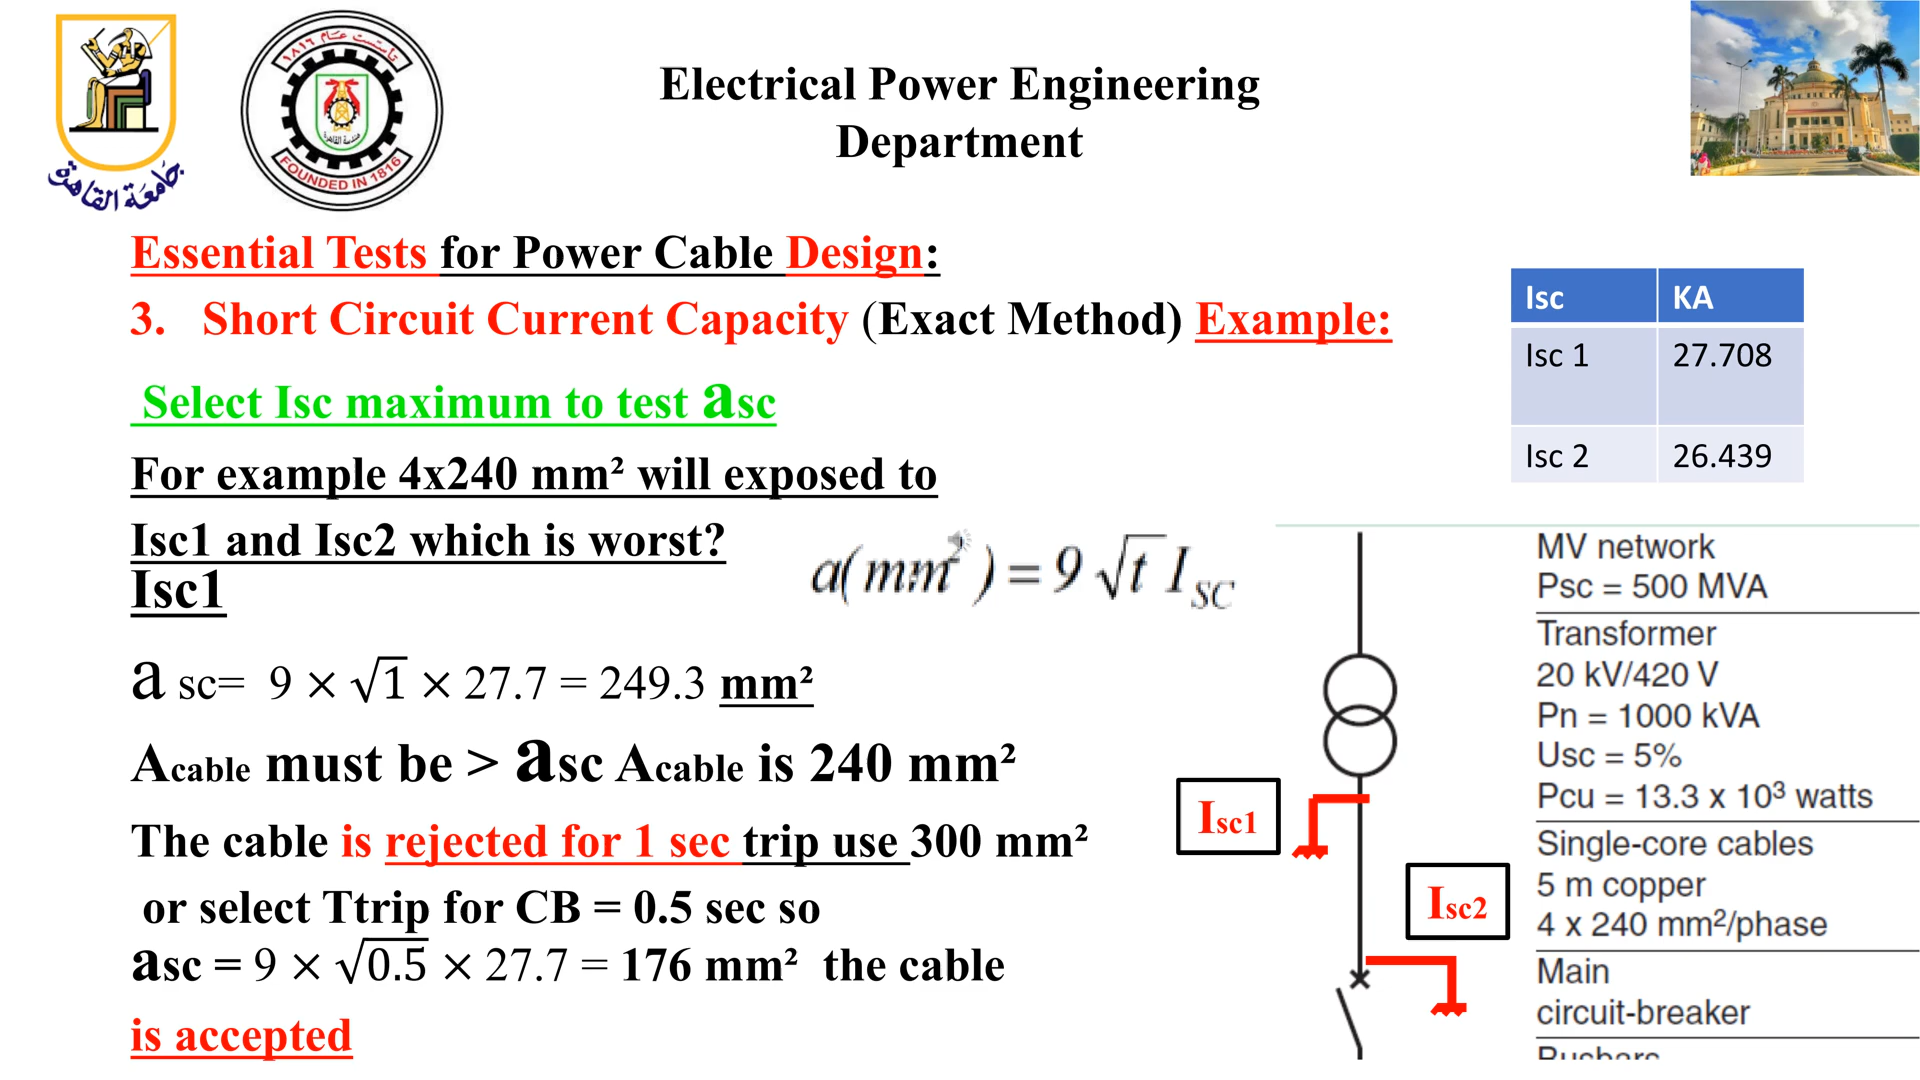 جامعة القاهرة
تأسست عام ١٨١٦
FOUNDED IN 1816
Electrical Power Engineering
Department
Essential Tests for Power Cable Design:
3. Short Circuit Current Capacity (Exact Method) Example:
Select Isc maximum to test asc
For example 4x240 mm² will exposed to
Isc1 and Isc2 which is worst?
Isc1
a(mm²) = 9 √t I SC
a sc= 9 × √1 × 27.7 = 249.3 mm²
Acable must be > asc Acable is 240 mm²
The cable is rejected for 1 sec trip use 300 mm²
or select Ttrip for CB = 0.5 sec so
asc = 9 × √0.5 × 27.7 = 176 mm² the cable
is accepted
Isc KA
Isc 1 27.708
Isc 2 26.439
MV network
Psc = 500 MVA
Transformer
20 kV/420 V
Pn = 1000 kVA
Usc = 5%
Pcu = 13.3 x 10³ watts
Single-core cables
5 m copper
4 x 240 mm²/phase
Main
circuit-breaker
Busbars
Isc1
Isc2